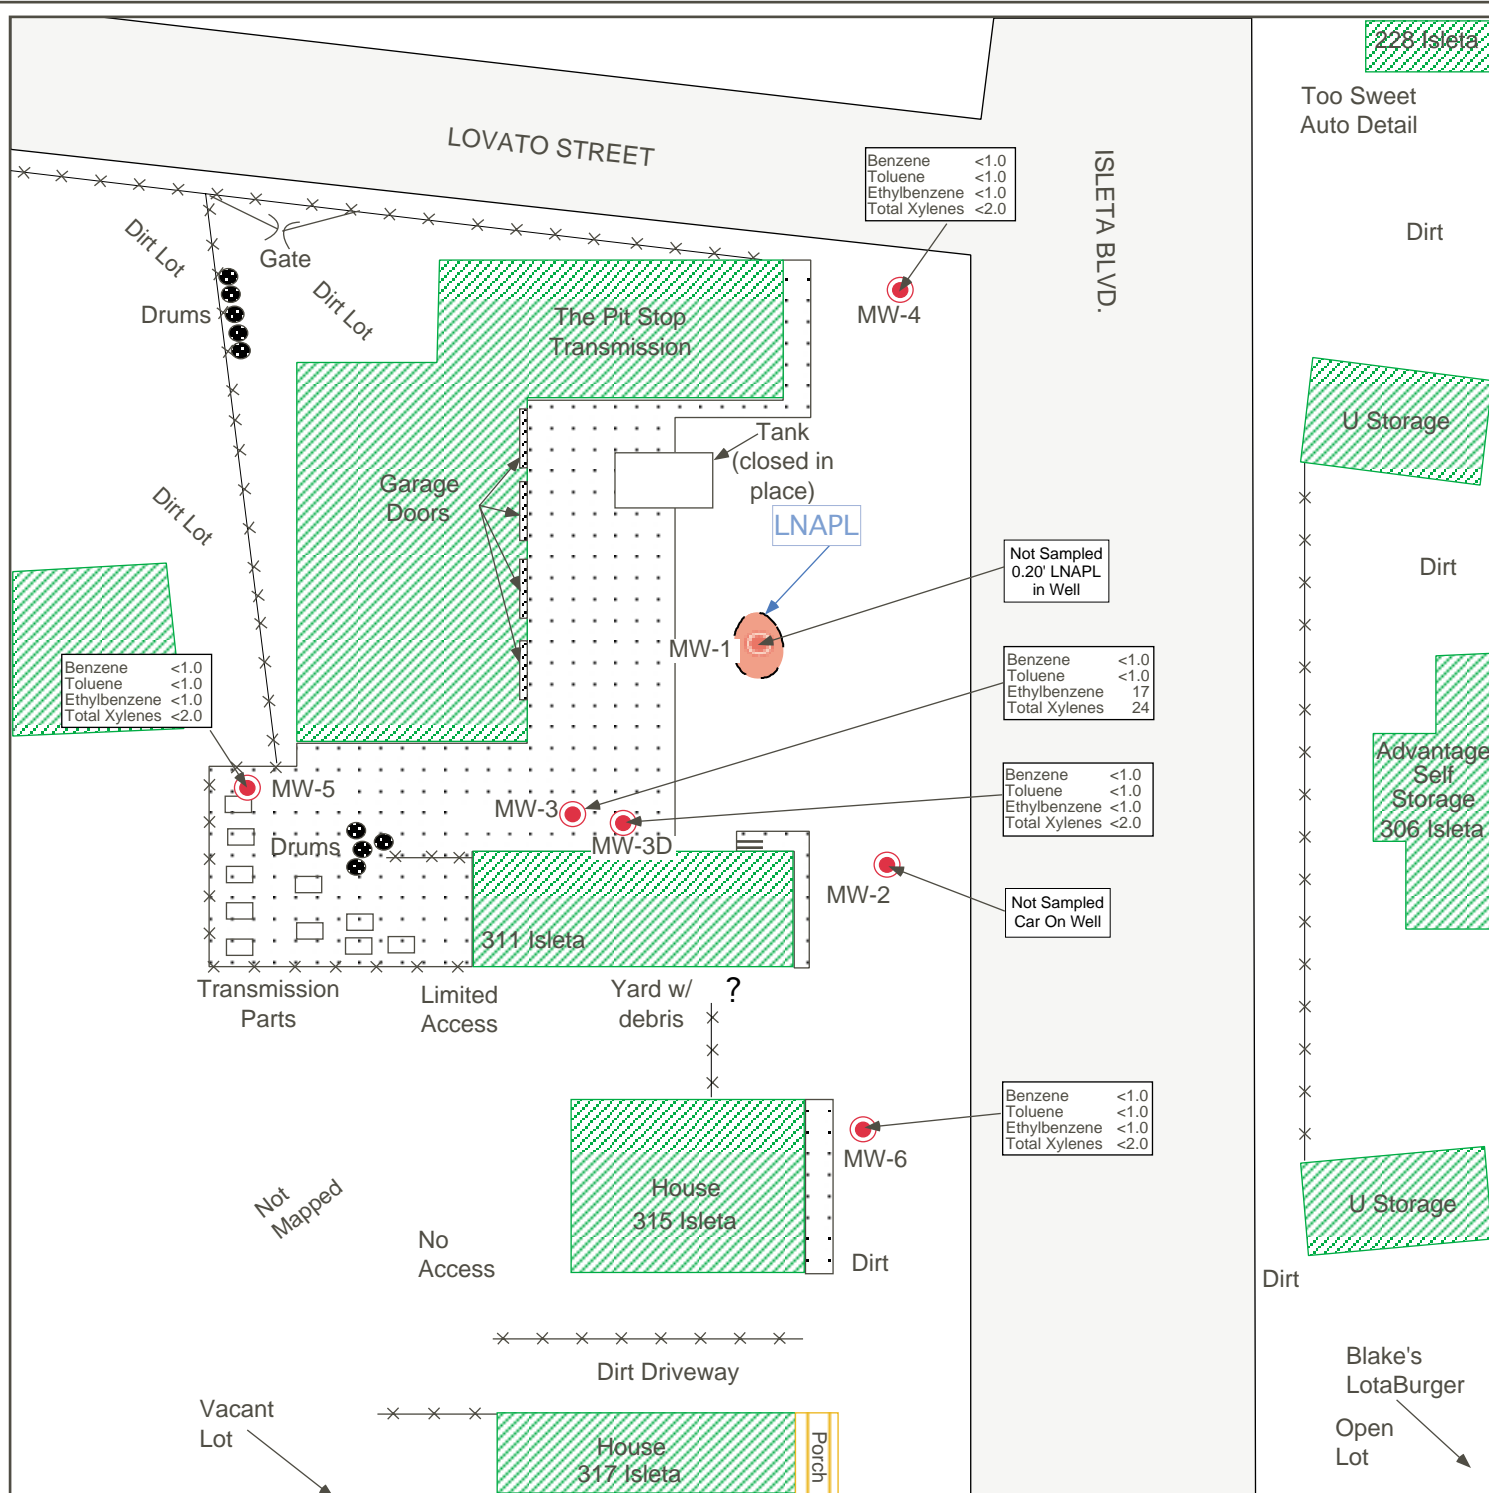 228 Isleta
Too Sweet
Auto Detail
LOVATO STREET
Benzene <1.0
Toluene <1.0
Ethylbenzene <1.0
Total Xylenes <2.0
ISLETA BLVD.
Dirt
Dirt Lot
Gate
Dirt Lot
Drums
MW-4
The Pit Stop
Transmission
U Storage
Tank
(closed in
place)
Garage
Doors
Dirt Lot
LNAPL
Not Sampled
0.20' LNAPL
in Well
Dirt
MW-1
Benzene <1.0
Toluene <1.0
Ethylbenzene 17
Total Xylenes 24
Benzene <1.0
Toluene <1.0
Ethylbenzene <1.0
Total Xylenes <2.0
Advantage
Self
Storage
306 Isleta
MW-5
MW-3
Benzene <1.0
Toluene <1.0
Ethylbenzene <1.0
Total Xylenes <2.0
Drums
MW-3D
MW-2
Not Sampled
Car On Well
311 Isleta
Transmission
Parts
Limited
Access
Yard w/
debris
?
Benzene <1.0
Toluene <1.0
Ethylbenzene <1.0
Total Xylenes <2.0
MW-6
House
315 Isleta
Not
Mapped
No
Access
Dirt
U Storage
Dirt
Dirt Driveway
Blake's
LotaBurger
Vacant
Lot
Open
Lot
House
317 Isleta
Porch